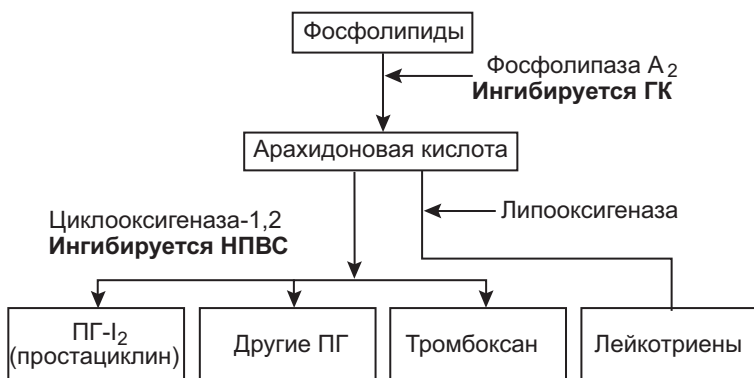 Фосфолипиды
Фосфолипаза А2
Ингибируется ГК
Арахидоновая кислота
Циклооксигеназа-1,2
Ингибируется НПВС
Липооксигеназа
ПГ-I2
(простациклин)
Другие ПГ
Тромбоксан
Лейкотриены